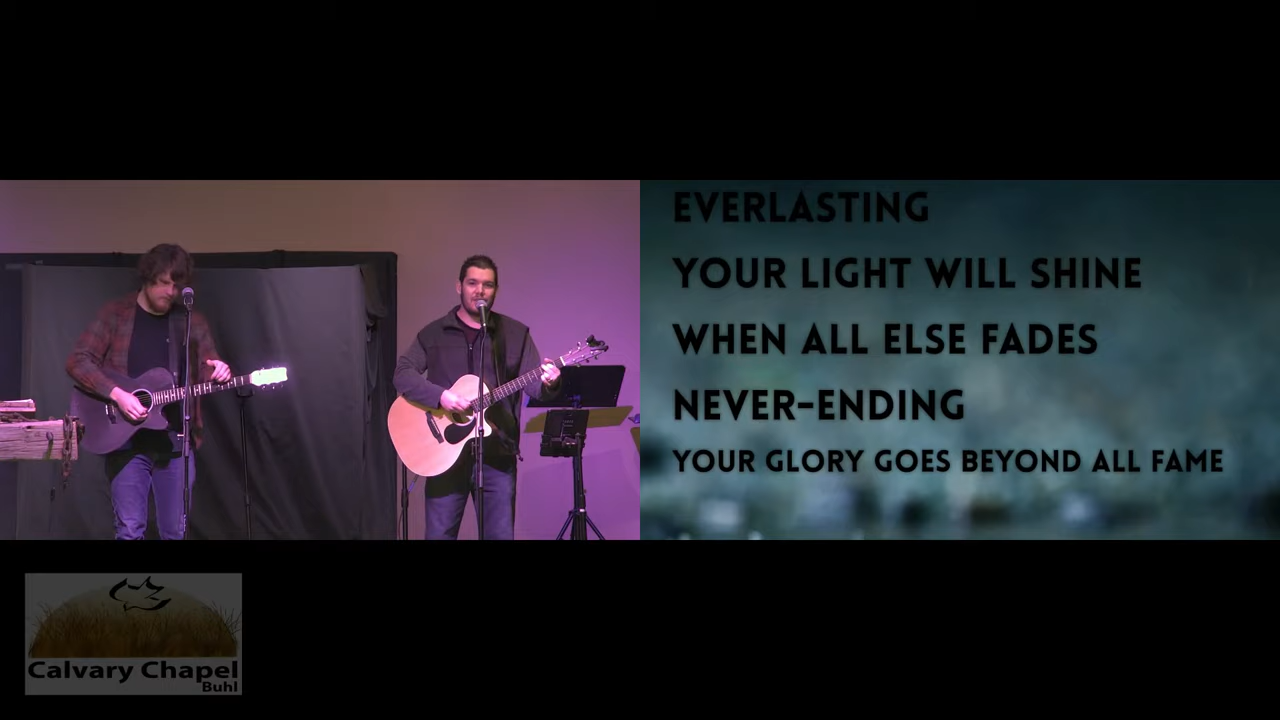 EVERLASTING
YOUR LIGHT WILL SHINE
WHEN ALL ELSE FADES
NEVER-ENDING
YOUR GLORY GOES BEYOND ALL FAME
Calvary Chapel
Buhl